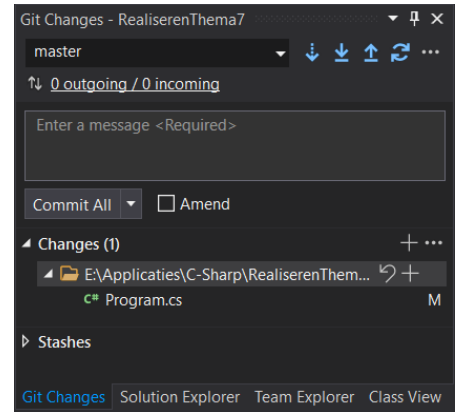 Git Changes - RealiserenThema7
master
0 outgoing / 0 incoming
Enter a message <Required>
Commit All Amend
Changes (1)
E:\Applicaties\C-Sharp\RealiserenThem...
C# Program.cs M
Stashes
Git Changes Solution Explorer Team Explorer Class View